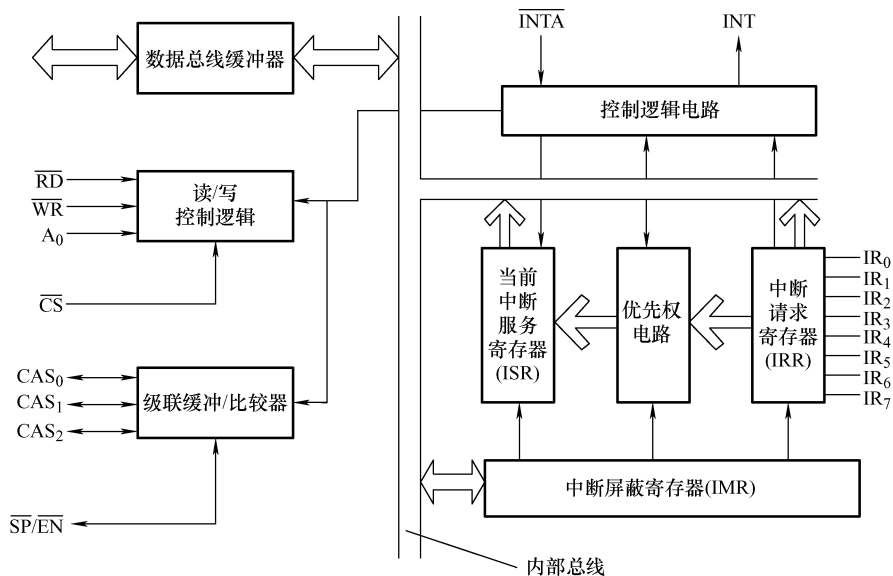 INTA
INT
数据总线缓冲器
控制逻辑电路
RD
WR
A₀
读/写
控制逻辑
CS
当前
中断
服务
寄存器
(ISR)
优先权
电路
中断
请求
寄存器
(IRR)
IR₀
IR₁
IR₂
IR₃
IR₄
IR₅
IR₆
IR₇
CAS₀
CAS₁
CAS₂
级联缓冲/比较器
中断屏蔽寄存器(IMR)
SP/EN
内部总线